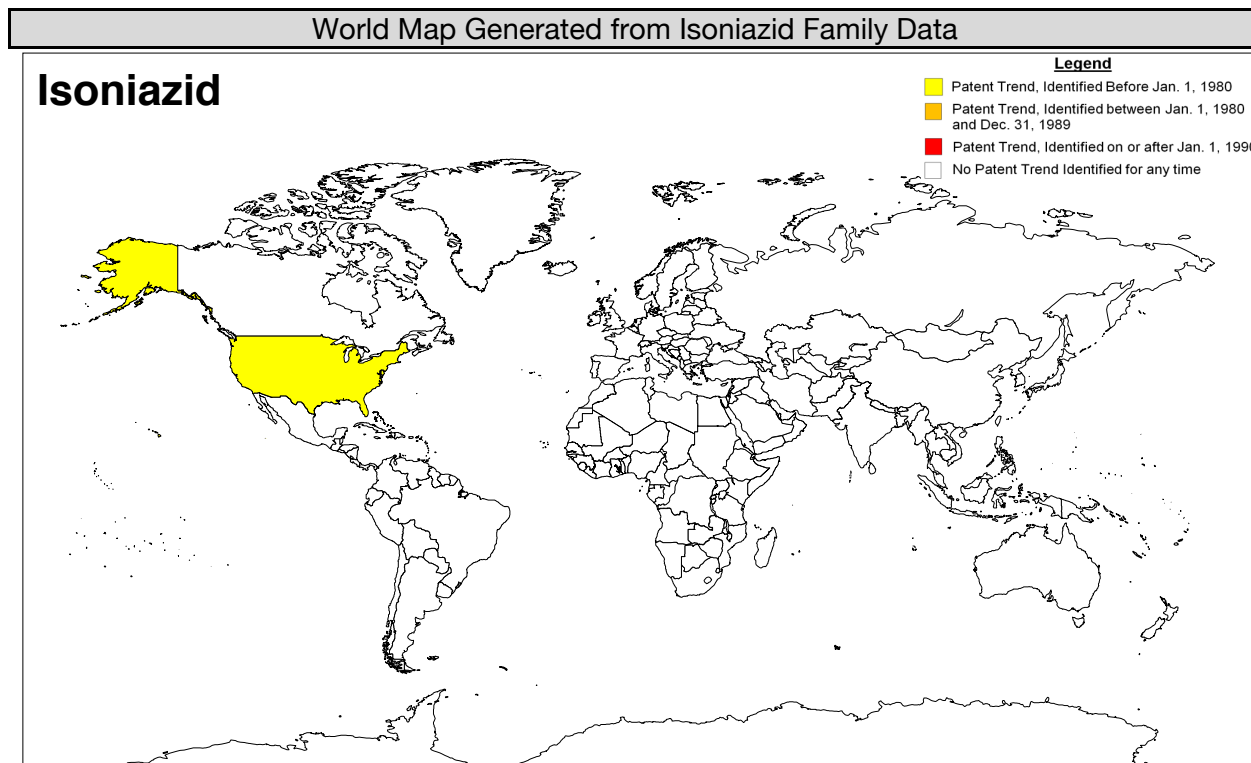 World Map Generated from Isoniazid Family Data
Isoniazid
Legend
Patent Trend, Identified Before Jan. 1, 1980
Patent Trend, Identified between Jan. 1, 1980
and Dec. 31, 1989
Patent Trend, Identified on or after Jan. 1, 1990
No Patent Trend Identified for any time